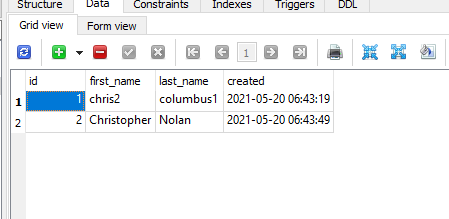 Structure Data Constraints Indexes Triggers DDL
Grid view Form view
1
id first_name last_name created
1 1 chris2 columbus1 2021-05-20 06:43:19
2 2 Christopher Nolan 2021-05-20 06:43:49